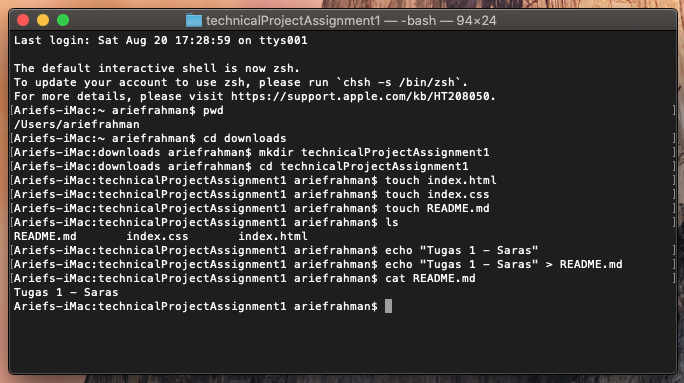 technicalProjectAssignment1 — -bash — 94×24
Last login: Sat Aug 20 17:28:59 on ttys001
The default interactive shell is now zsh.
To update your account to use zsh, please run `chsh -s /bin/zsh`.
For more details, please visit https://support.apple.com/kb/HT208050.
[Ariefs-iMac:~ ariefrahman$ pwd ]
/Users/ariefrahman
[Ariefs-iMac:~ ariefrahman$ cd downloads ]
[Ariefs-iMac:downloads ariefrahman$ mkdir technicalProjectAssignment1 ]
[Ariefs-iMac:downloads ariefrahman$ cd technicalProjectAssignment1 ]
[Ariefs-iMac:technicalProjectAssignment1 ariefrahman$ touch index.html ]
[Ariefs-iMac:technicalProjectAssignment1 ariefrahman$ touch index.css ]
[Ariefs-iMac:technicalProjectAssignment1 ariefrahman$ touch README.md ]
[Ariefs-iMac:technicalProjectAssignment1 ariefrahman$ ls ]
README.md index.css index.html
[Ariefs-iMac:technicalProjectAssignment1 ariefrahman$ echo "Tugas 1 - Saras" ]
[Ariefs-iMac:technicalProjectAssignment1 ariefrahman$ echo "Tugas 1 - Saras" > README.md ]
[Ariefs-iMac:technicalProjectAssignment1 ariefrahman$ cat README.md ]
Tugas 1 - Saras
Ariefs-iMac:technicalProjectAssignment1 ariefrahman$